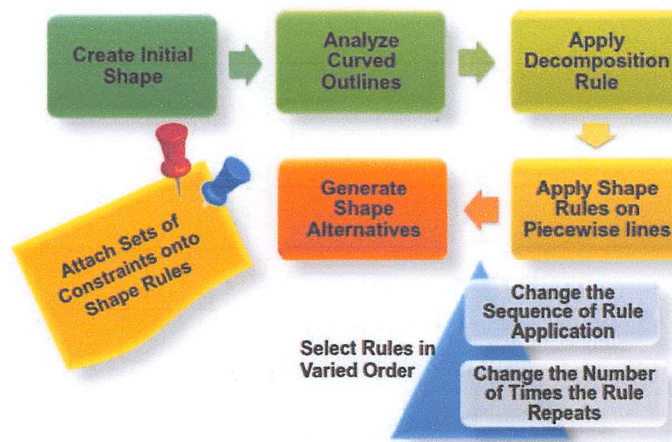 Create Initial
Shape
Analyze
Curved
Outlines
Apply
Decomposition
Rule
Apply Shape
Rules on
Piecewise lines
Generate
Shape
Alternatives
Attach Sets of
Constraints onto
Shape Rules
Select Rules in
Varied Order
Change the
Sequence of Rule
Application
Change the Number
of Times the Rule
Repeats